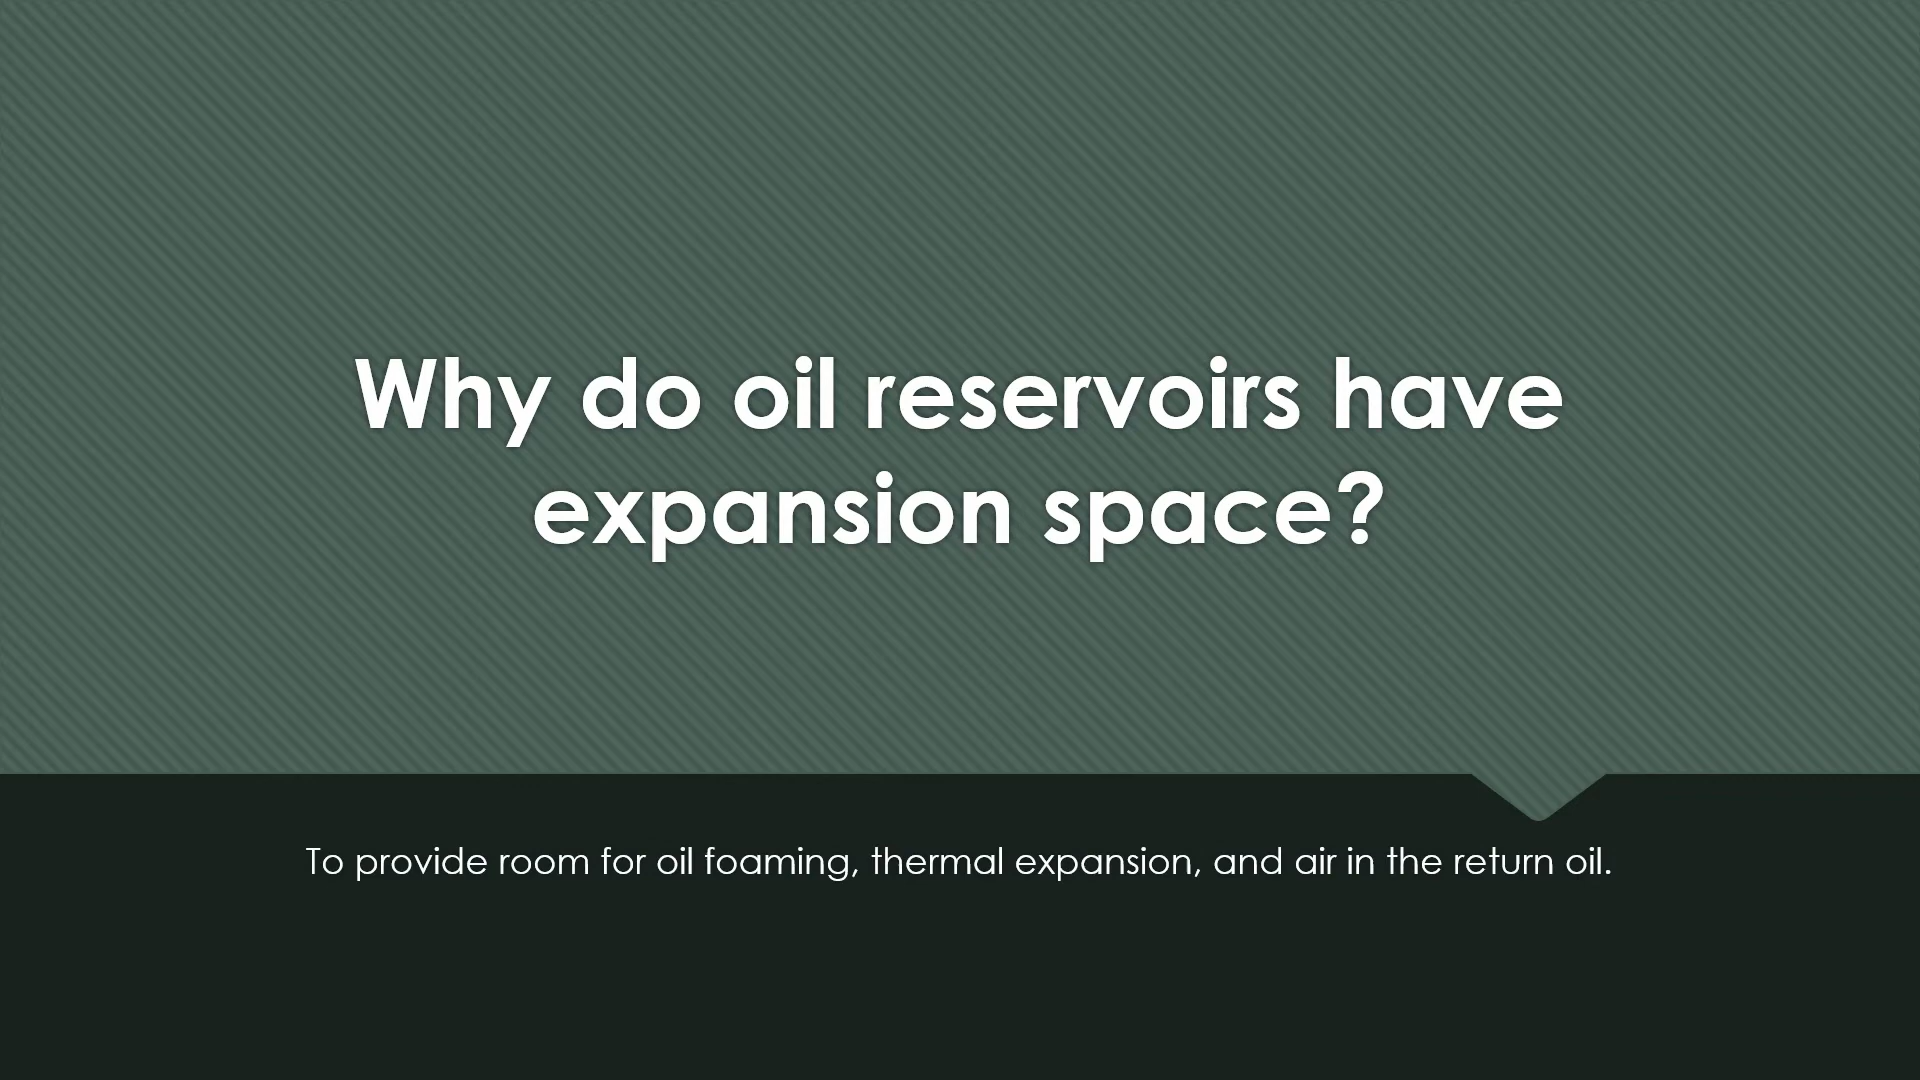 Why do oil reservoirs have
expansion space?
To provide room for oil foaming, thermal expansion, and air in the return oil.